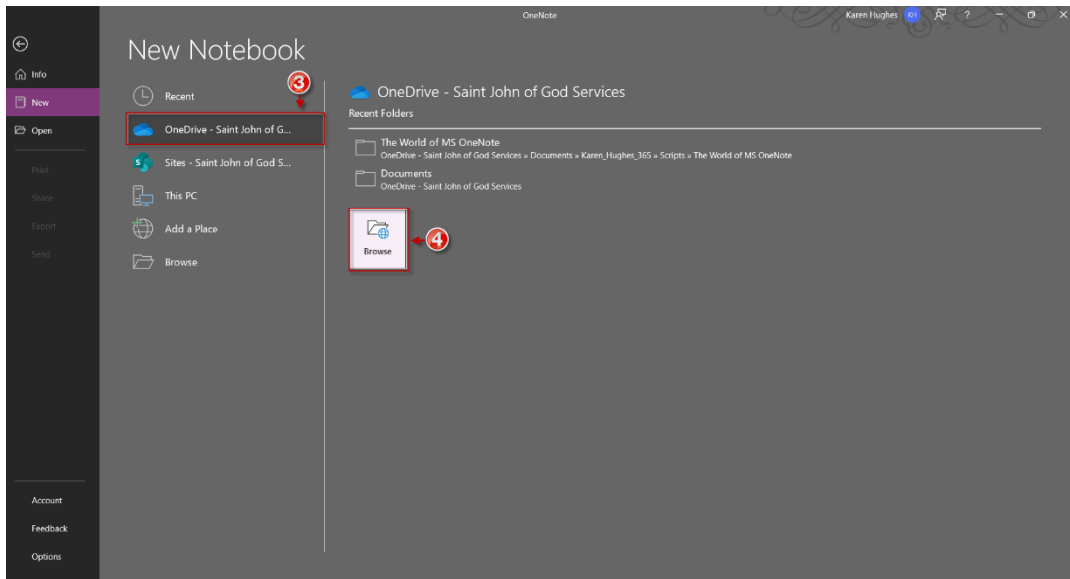 OneNote
Karen Hughes
KH
?
New Notebook
Info
New
Open
Print
Share
Export
Send
Account
Feedback
Options
3
Recent
OneDrive - Saint John of G...
Sites - Saint John of God S...
This PC
Add a Place
Browse
OneDrive - Saint John of God Services
Recent Folders
The World of MS OneNote
OneDrive - Saint John of God Services » Documents » Karen_Hughes_365 » Scripts » The World of MS OneNote
Documents
OneDrive - Saint John of God Services
Browse
4